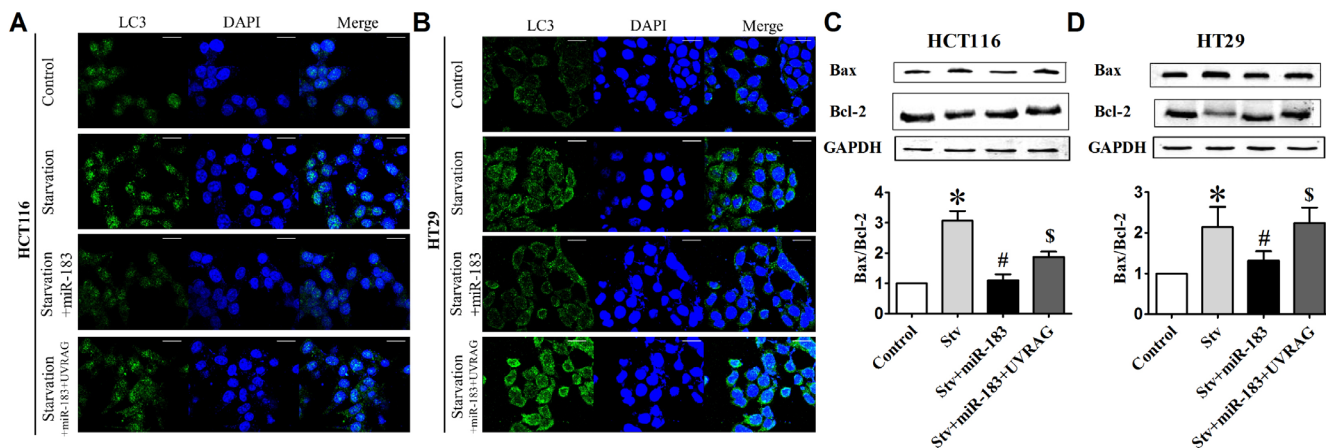 A
LC3 DAPI Merge
HCT116
Control
Starvation
Starvation
+miR-183
Starvation
+miR-183+UVRAG
B
LC3 DAPI Merge
HT29
Control
Starvation
Starvation
+miR-183
Starvation
+miR-183+UVRAG
C
HCT116
Bax
Bcl-2
GAPDH
Bax/Bcl-2
4
3
2
1
0
*
#
$
Control
Stv
Stv+miR-183
Stv+miR-183+UVRAG
D
HT29
Bax
Bcl-2
GAPDH
Bax/Bcl-2
3
2
1
0
*
#
$
Control
Stv
Stv+miR-183
Stv+miR-183+UVRAG